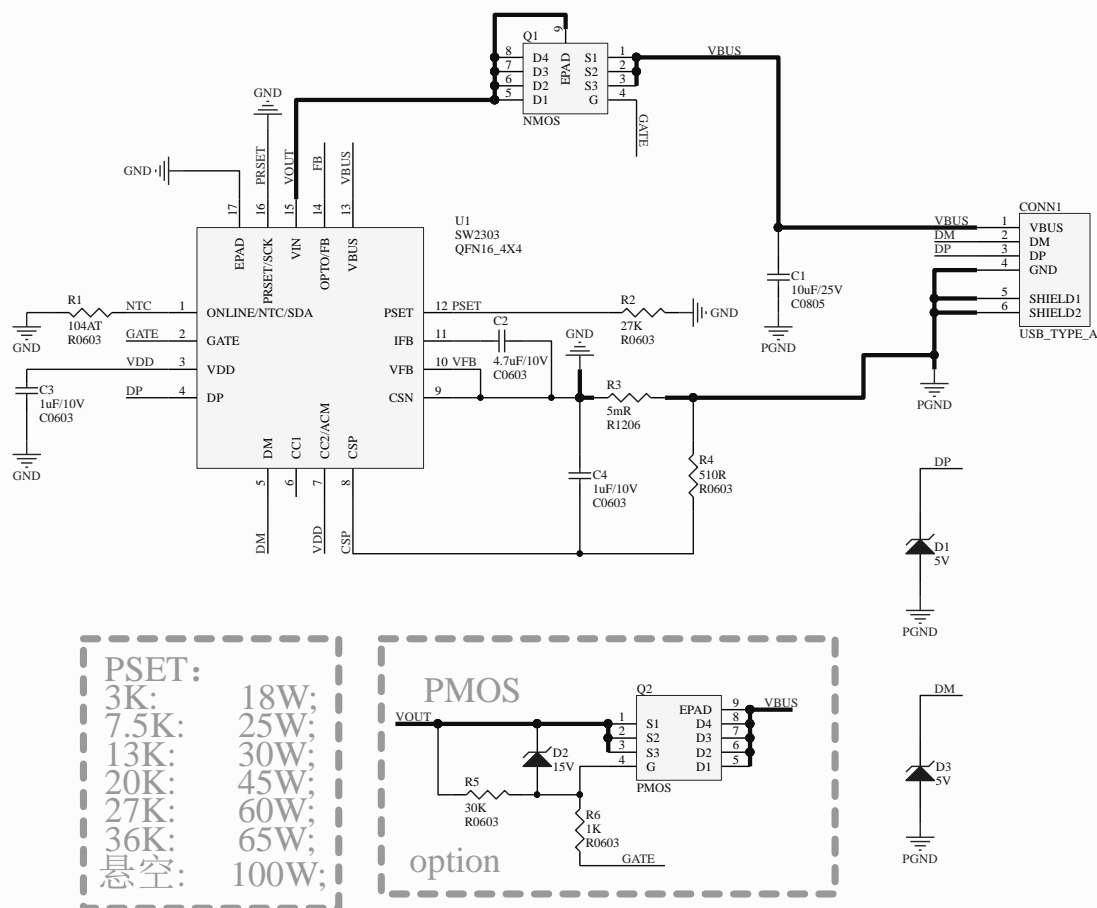 Q1
9
EPAD
8 D4 S1 1
7 D3 S2 2
6 D2 S3 3
5 D1 G 4
NMOS
VBUS
GATE
GND
GND
PRSET
VOUT
FB
VBUS
17
16
15
14
13
EPAD
PRSET/SCK
VIN
OPTO/FB
VBUS
U1
SW2303
QFN16_4X4
R1
104AT
R0603
GND
NTC 1 ONLINE/NTC/SDA
GATE 2 GATE
VDD 3 VDD
DP 4 DP
C3
1uF/10V
C0603
GND
PSET 12 PSET
IFB 11
VFB 10 VFB
CSN 9
DM
CC1
CC2/ACM
CSP
5
6
7
8
DM
VDD
CSP
R2
27K
R0603
GND
C2
4.7uF/10V
C0603
GND
R3
5mR
R1206
C4
1uF/10V
C0603
R4
510R
R0603
C1
10uF/25V
C0805
PGND
CONN1
VBUS 1 VBUS
DM 2 DM
DP 3 DP
4 GND
5 SHIELD1
6 SHIELD2
USB_TYPE_A
PGND
DP
D1
5V
PGND
DM
D3
5V
PGND
PSET：
3K: 18W;
7.5K: 25W;
13K: 30W;
20K: 45W;
27K: 60W;
36K: 65W;
悬空: 100W;
PMOS
Q2
VOUT
VBUS
EPAD 9
1 S1 D4 8
2 S2 D3 7
3 S3 D2 6
4 G D1 5
PMOS
D2
15V
R5
30K
R0603
R6
1K
R0603
GATE
option